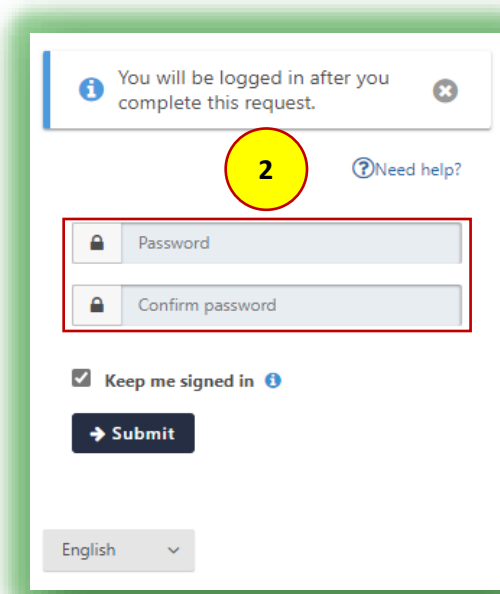 You will be logged in after you
complete this request.
2
Need help?
Password
Confirm password
Keep me signed in
Submit
English